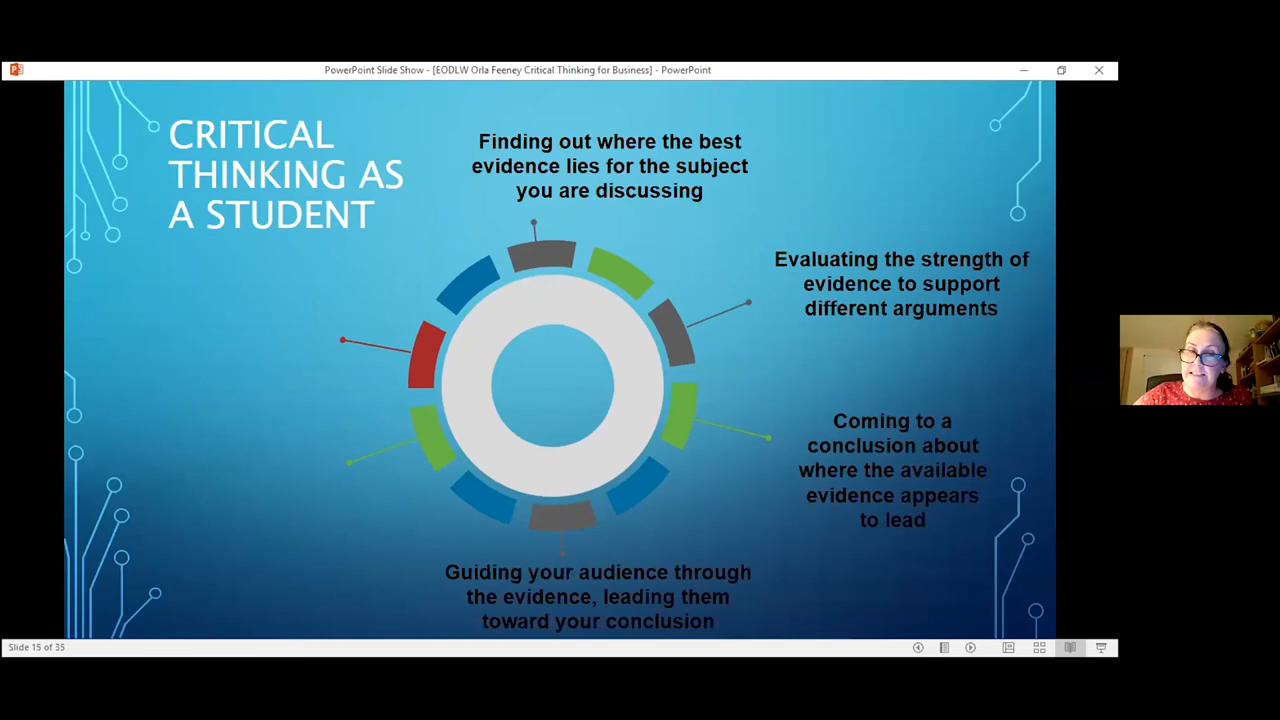 PowerPoint Slide Show - [EODLW Orla Feeney Critical Thinking for Business] - PowerPoint
CRITICAL
THINKING AS
A STUDENT
Finding out where the best
evidence lies for the subject
you are discussing
Evaluating the strength of
evidence to support
different arguments
Coming to a
conclusion about
where the available
evidence appears
to lead
Guiding your audience through
the evidence, leading them
toward your conclusion
Slide 15 of 35